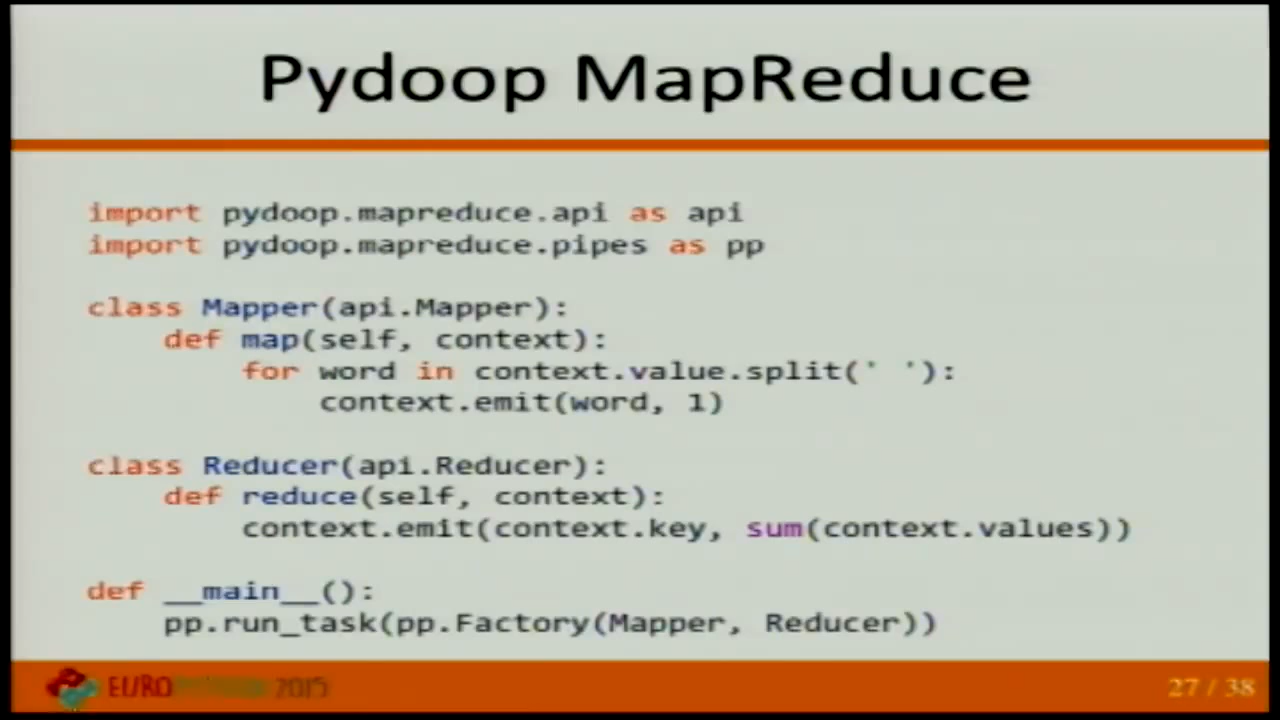 Pydoop MapReduce
import pydoop.mapreduce.api as api
import pydoop.mapreduce.pipes as pp
class Mapper(api.Mapper):
def map(self, context):
for word in context.value.split(' '):
context.emit(word, 1)
class Reducer(api.Reducer):
def reduce(self, context):
context.emit(context.key, sum(context.values))
def __main__():
pp.run_task(pp.Factory(Mapper, Reducer))
EURO 2015
27 / 38